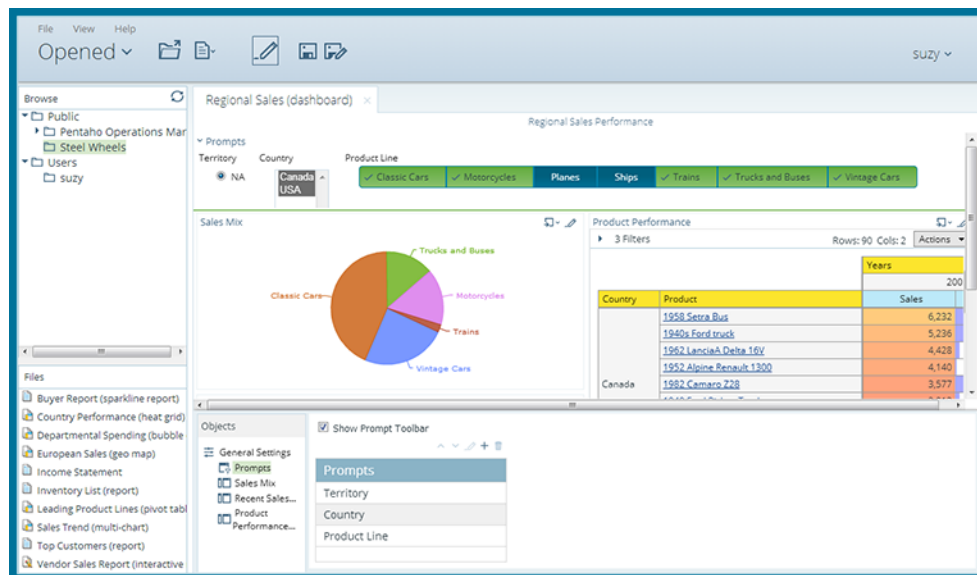 File View Help
Opened
suzy
Browse
Public
Pentaho Operations Mar
Steel Wheels
Users
suzy
Files
Buyer Report (sparkline report)
Country Performance (heat grid)
Departmental Spending (bubble
European Sales (geo map)
Income Statement
Inventory List (report)
Leading Product Lines (pivot tabl
Sales Trend (multi-chart)
Top Customers (report)
Vendor Sales Report (interactive
Regional Sales (dashboard)
Regional Sales Performance
Prompts
Territory Country Product Line
NA Canada Classic Cars Motorcycles Planes Ships Trains Trucks and Buses Vintage Cars
USA
Sales Mix
Trucks and Buses
Classic Cars
Motorcycles
Trains
Vintage Cars
Product Performance
3 Filters Rows: 90 Cols: 2 Actions
Years
200
Country Product Sales
1958 Setra Bus 6,232
1940s Ford truck 5,236
1962 LanciaA Delta 16V 4,428
1952 Alpine Renault 1300 4,140
Canada 1982 Camaro Z28 3,577
Objects
General Settings
Prompts
Sales Mix
Recent Sales...
Product
Performance...
Show Prompt Toolbar
Prompts
Territory
Country
Product Line